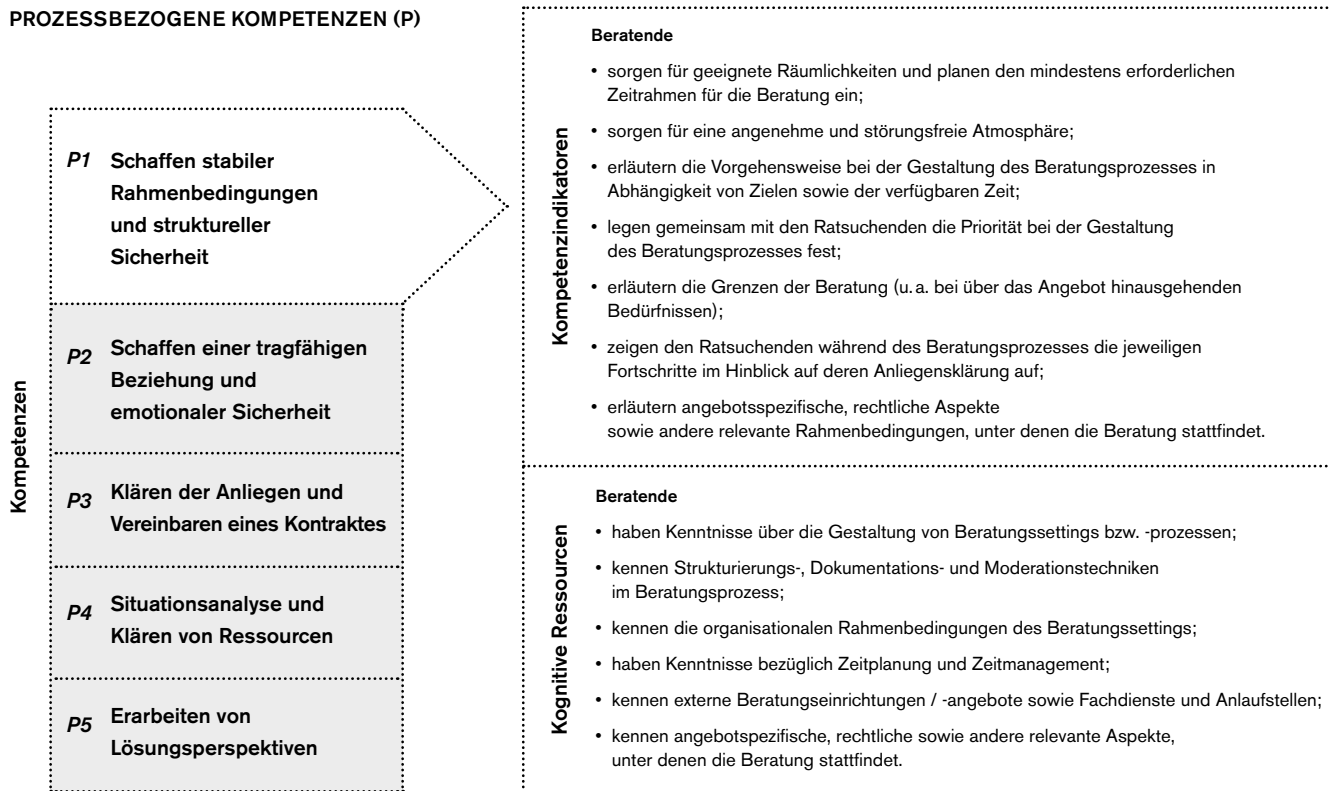 PROZESSBEZOGENE KOMPETENZEN (P)
Kompetenzen
P1 Schaffen stabiler
Rahmenbedingungen
und struktureller
Sicherheit
P2 Schaffen einer tragfähigen
Beziehung und
emotionaler Sicherheit
P3 Klären der Anliegen und
Vereinbaren eines Kontraktes
P4 Situationsanalyse und
Klären von Ressourcen
P5 Erarbeiten von
Lösungsperspektiven
Kompetenzindikatoren
Beratende
• sorgen für geeignete Räumlichkeiten und planen den mindestens erforderlichen
Zeitrahmen für die Beratung ein;
• sorgen für eine angenehme und störungsfreie Atmosphäre;
• erläutern die Vorgehensweise bei der Gestaltung des Beratungsprozesses in
Abhängigkeit von Zielen sowie der verfügbaren Zeit;
• legen gemeinsam mit den Ratsuchenden die Priorität bei der Gestaltung
des Beratungsprozesses fest;
• erläutern die Grenzen der Beratung (u. a. bei über das Angebot hinausgehenden
Bedürfnissen);
• zeigen den Ratsuchenden während des Beratungsprozesses die jeweiligen
Fortschritte im Hinblick auf deren Anliegensklärung auf;
• erläutern angebotsspezifische, rechtliche Aspekte
sowie andere relevante Rahmenbedingungen, unter denen die Beratung stattfindet.
Kognitive Ressourcen
Beratende
• haben Kenntnisse über die Gestaltung von Beratungssettings bzw. -prozessen;
• kennen Strukturierungs-, Dokumentations- und Moderationstechniken
im Beratungsprozess;
• kennen die organisationalen Rahmenbedingungen des Beratungssettings;
• haben Kenntnisse bezüglich Zeitplanung und Zeitmanagement;
• kennen externe Beratungseinrichtungen / -angebote sowie Fachdienste und Anlaufstellen;
• kennen angebotspezifische, rechtliche sowie andere relevante Aspekte,
unter denen die Beratung stattfindet.